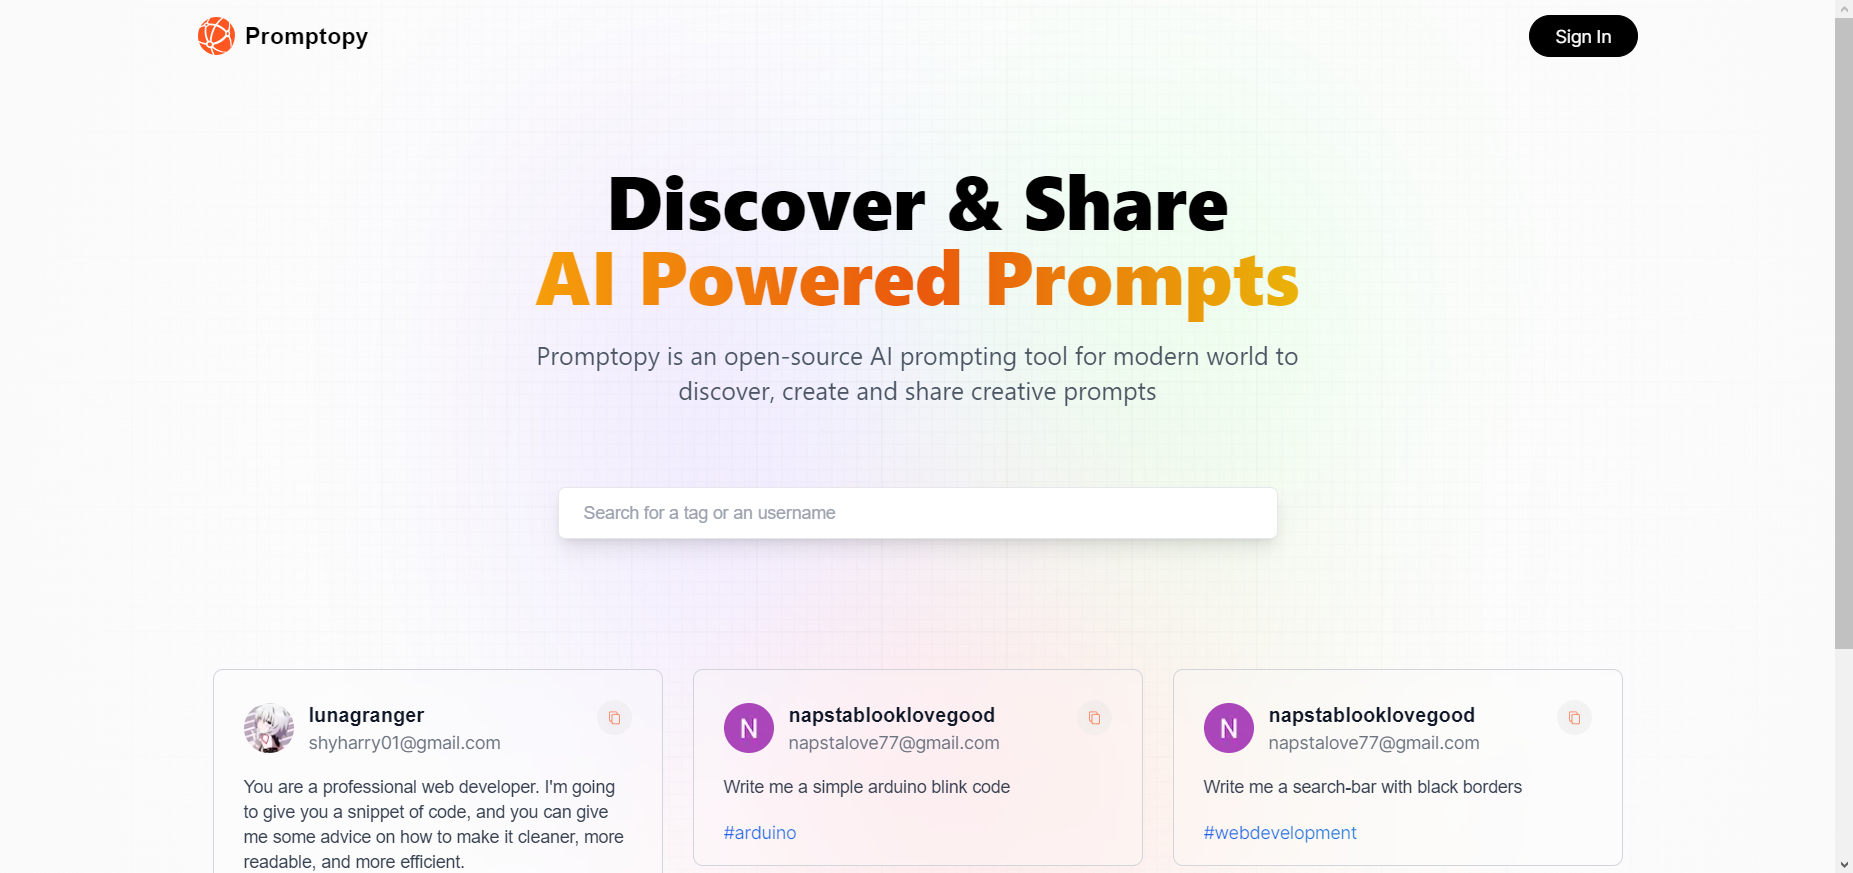 Promptopy
Sign In
Discover & Share
AI Powered Prompts
Promptopy is an open-source AI prompting tool for modern world to
discover, create and share creative prompts
Search for a tag or an username
lunagranger
shyharry01@gmail.com
You are a professional web developer. I'm going
to give you a snippet of code, and you can give
me some advice on how to make it cleaner, more
readable, and more efficient.
N
napstablooklovegood
napstalove77@gmail.com
Write me a simple arduino blink code
#arduino
N
napstablooklovegood
napstalove77@gmail.com
Write me a search-bar with black borders
#webdevelopment